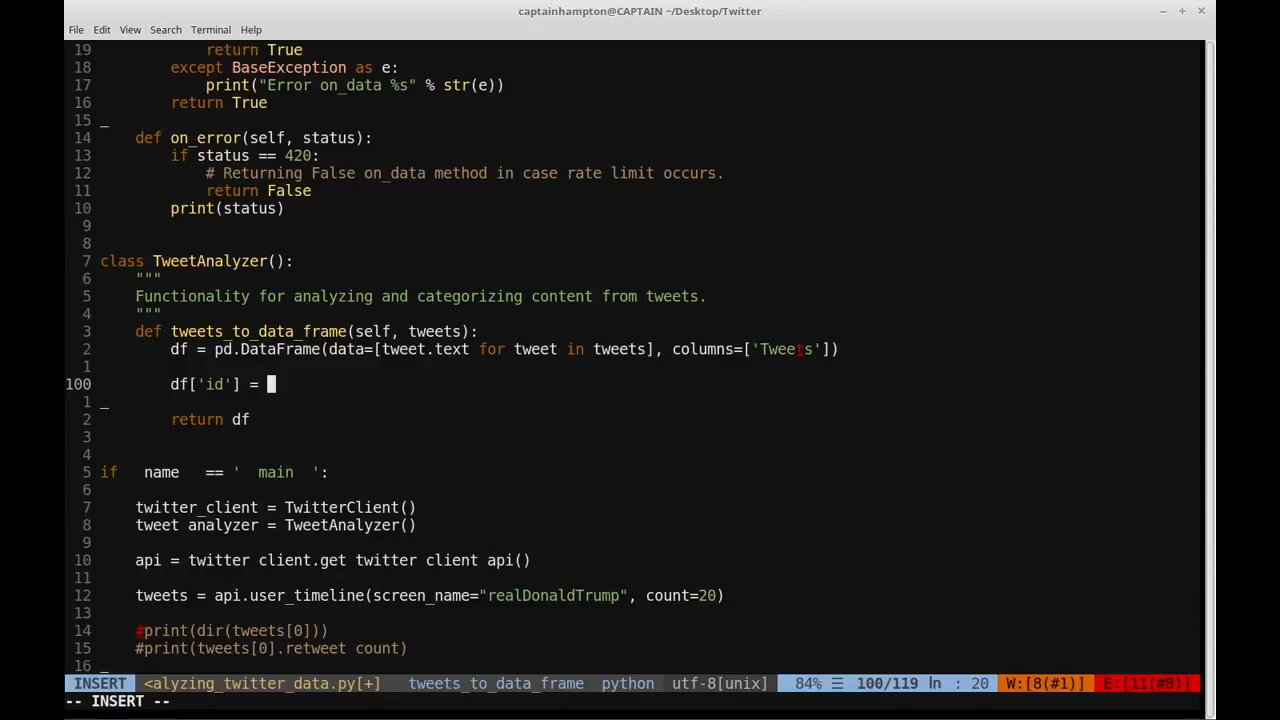 captainhampton@CAPTAIN ~/Desktop/Twitter
File Edit View Search Terminal Help
19             return True
18         except BaseException as e:
17             print("Error on_data %s" % str(e))
16         return True
15 _
14     def on_error(self, status):
13         if status == 420:
12             # Returning False on_data method in case rate limit occurs.
11             return False
10         print(status)
9
8
7 class TweetAnalyzer():
6     """
5     Functionality for analyzing and categorizing content from tweets.
4     """
3     def tweets_to_data_frame(self, tweets):
2         df = pd.DataFrame(data=[tweet.text for tweet in tweets], columns=['Tweets'])
1
100         df['id'] =
1 _
2         return df
3
4
5 if   name   == '  main  ':
6
7     twitter_client = TwitterClient()
8     tweet analyzer = TweetAnalyzer()
9
10     api = twitter client.get twitter client api()
11
12     tweets = api.user_timeline(screen_name="realDonaldTrump", count=20)
13
14     #print(dir(tweets[0]))
15     #print(tweets[0].retweet count)
16 _
INSERT <alyzing_twitter_data.py[+] tweets_to_data_frame python utf-8[unix] 84% ☰ 100/119 ㏑ : 20 W:[8(#1)] E:[11(#8)]
-- INSERT --